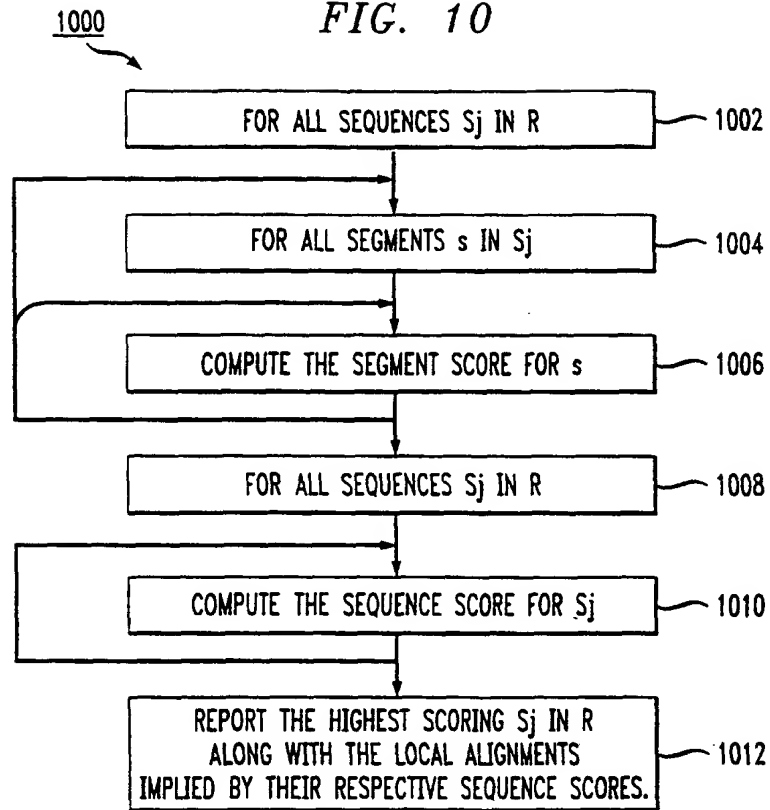 FIG. 10
1000
FOR ALL SEQUENCES Sj IN R
1002
FOR ALL SEGMENTS s IN Sj
1004
COMPUTE THE SEGMENT SCORE FOR s
1006
FOR ALL SEQUENCES Sj IN R
1008
COMPUTE THE SEQUENCE SCORE FOR Sj
1010
REPORT THE HIGHEST SCORING Sj IN R
ALONG WITH THE LOCAL ALIGNMENTS
IMPLIED BY THEIR RESPECTIVE SEQUENCE SCORES.
1012